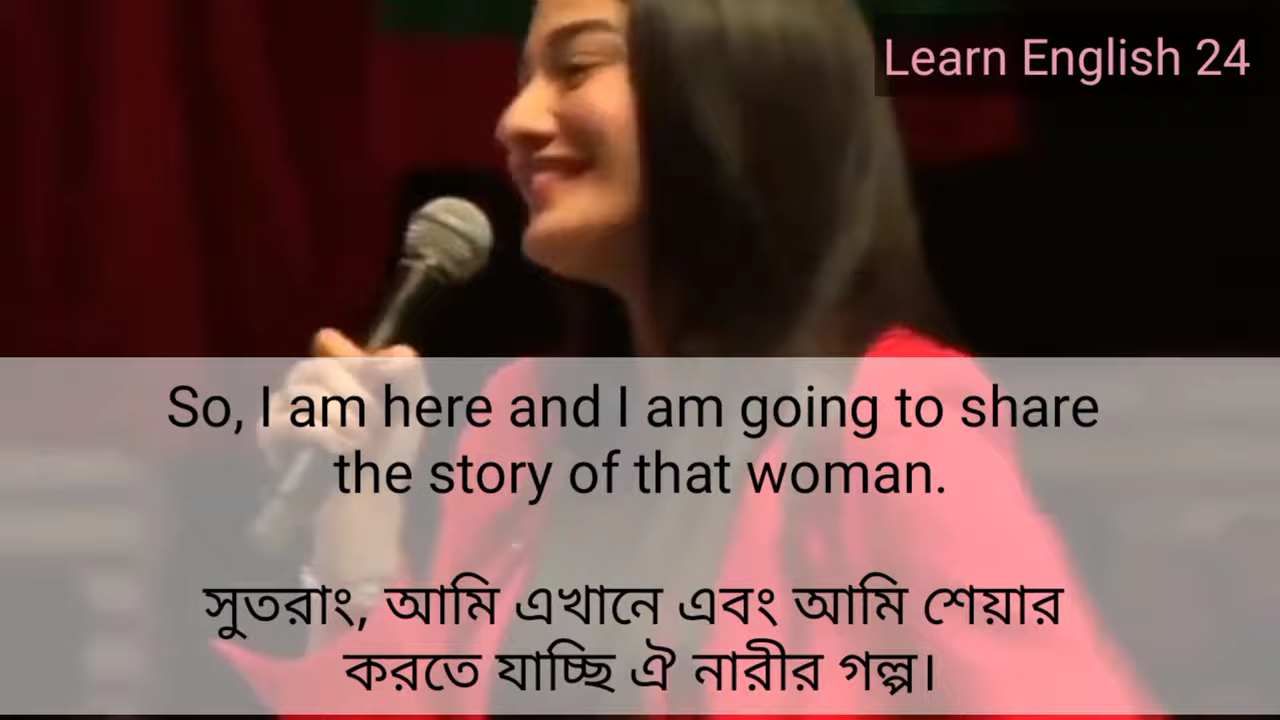 Learn English 24
So, I am here and I am going to share
the story of that woman.
সুতরাং, আমি এখানে এবং আমি শেয়ার
করতে যাচ্ছি ঐ নারীর গল্প।